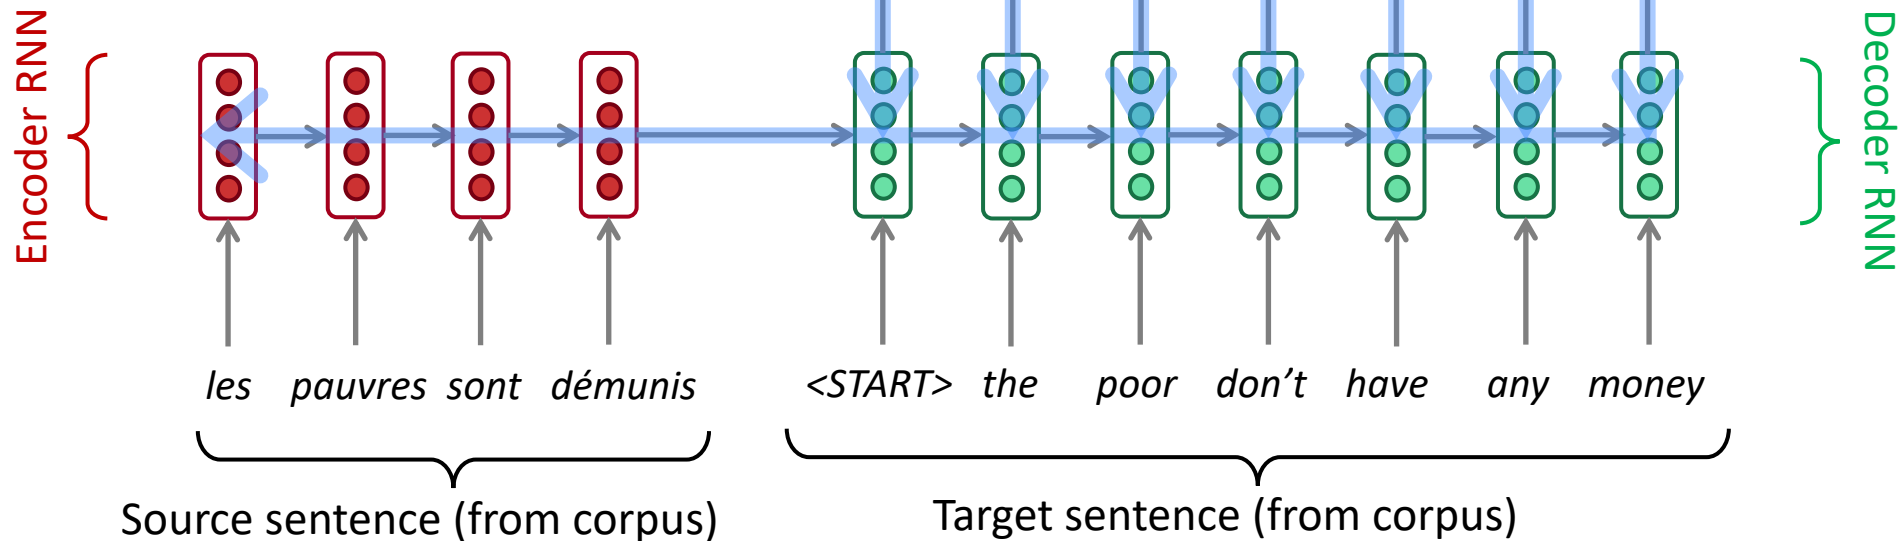 Encoder RNN
Decoder RNN
les pauvres sont démunis <START> the poor don't have any money
Source sentence (from corpus)
Target sentence (from corpus)